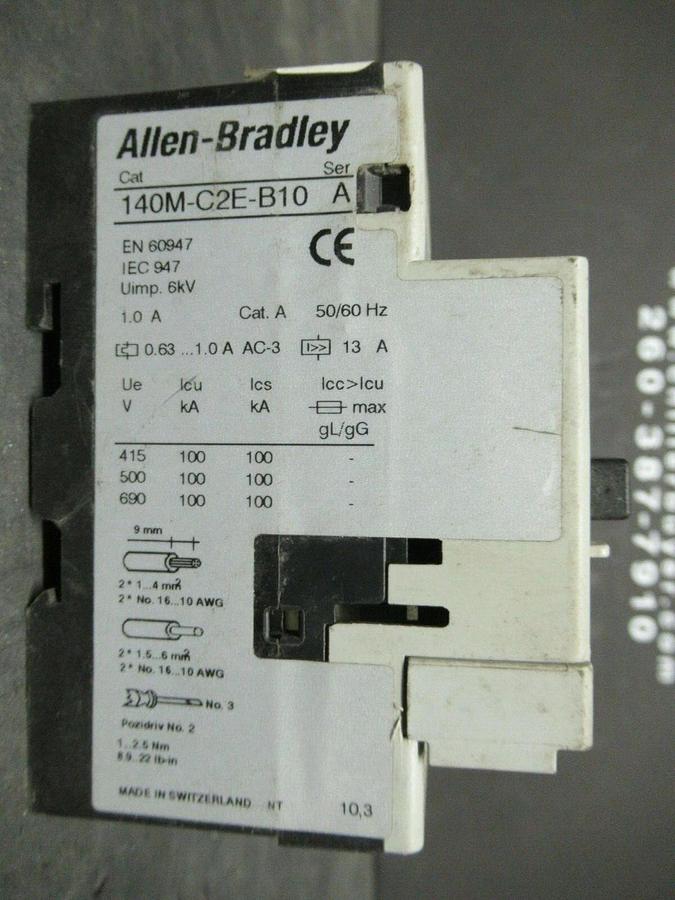 Allen-Bradley
Cat Ser
140M-C2E-B10 A
EN 60947
IEC 947
Uimp. 6kV
CE
1.0 A Cat. A 50/60 Hz
0.63 ...1.0 A AC-3 I>> 13 A
Ue Icu Ics Icc>Icu
V kA kA max
gL/gG
415 100 100 -
500 100 100 -
690 100 100 -
9 mm
2* 1...4 mm2
2* No. 16...10 AWG
2* 1.5...6 mm2
2* No. 16...10 AWG
No. 3
Pozidriv No. 2
1...2.5 Nm
8.9...22 lb-in
MADE IN SWITZERLAND NT 10,3
260-387-7910